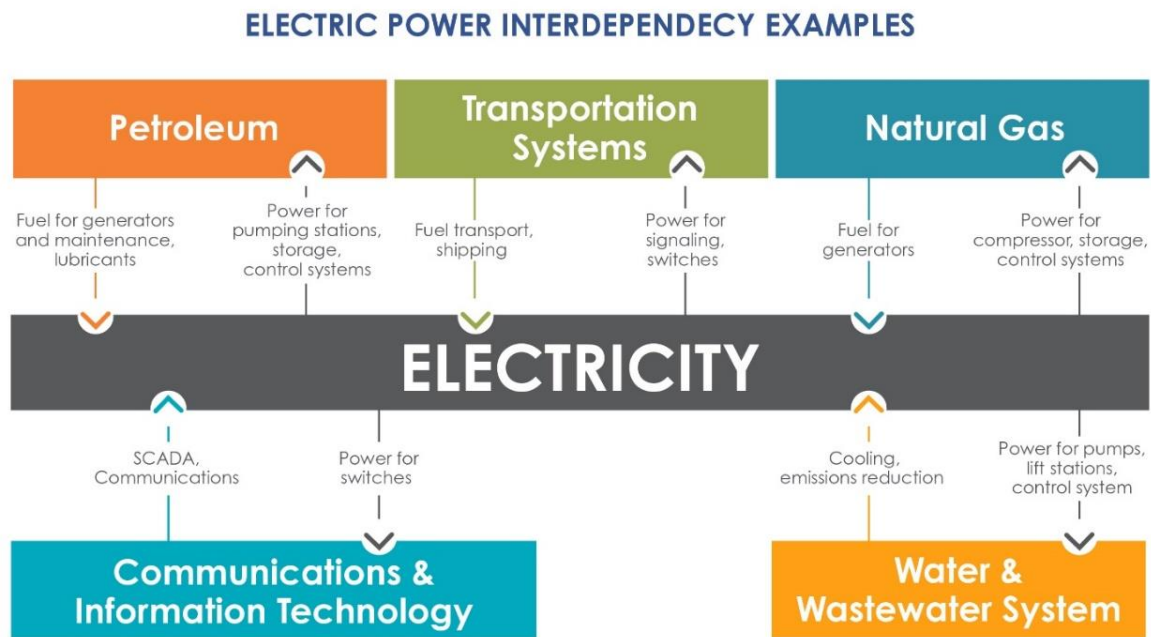 ELECTRIC POWER INTERDEPENDECY EXAMPLES
Petroleum
Transportation
Systems
Natural Gas
Fuel for generators
and maintenance,
lubricants
Power for
pumping stations,
storage,
control systems
Fuel transport,
shipping
Power for
signaling,
switches
Fuel for
generators
Power for
compressor, storage,
control systems
ELECTRICITY
SCADA,
Communications
Power for
switches
Cooling,
emissions reduction
Power for pumps,
lift stations,
control system
Communications &
Information Technology
Water &
Wastewater System